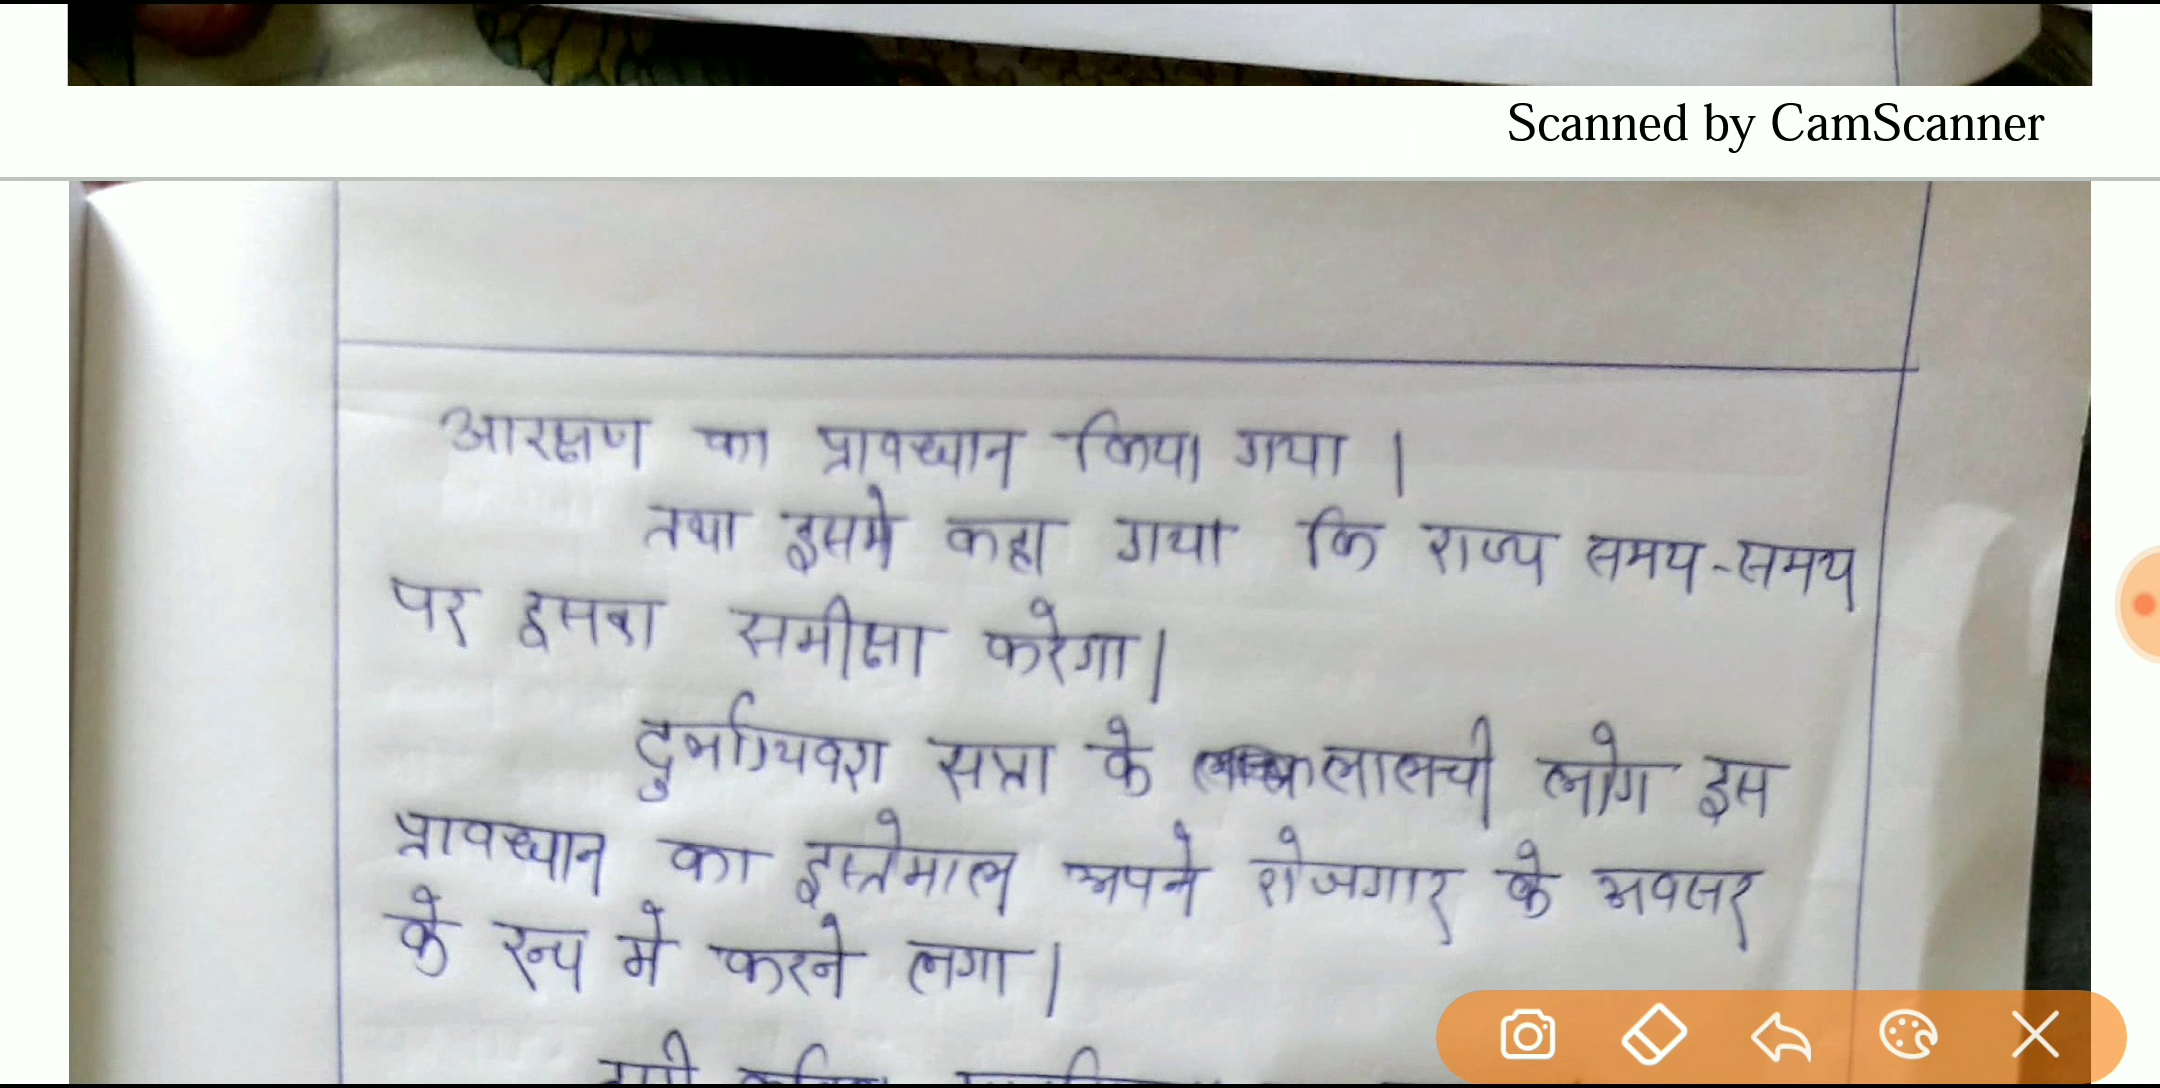 Scanned by CamScanner
आरक्षण का प्रावधान किया गया ।
तथा इसमे कहा गया कि राज्य समय-समय
पर इसका समीक्षा करेगा।
दुर्भाग्यवश सत्ता के लालची लोग इस
प्रावधान का इस्तेमाल अपने रोजगार के अवसर
के रूप में करने लगा।